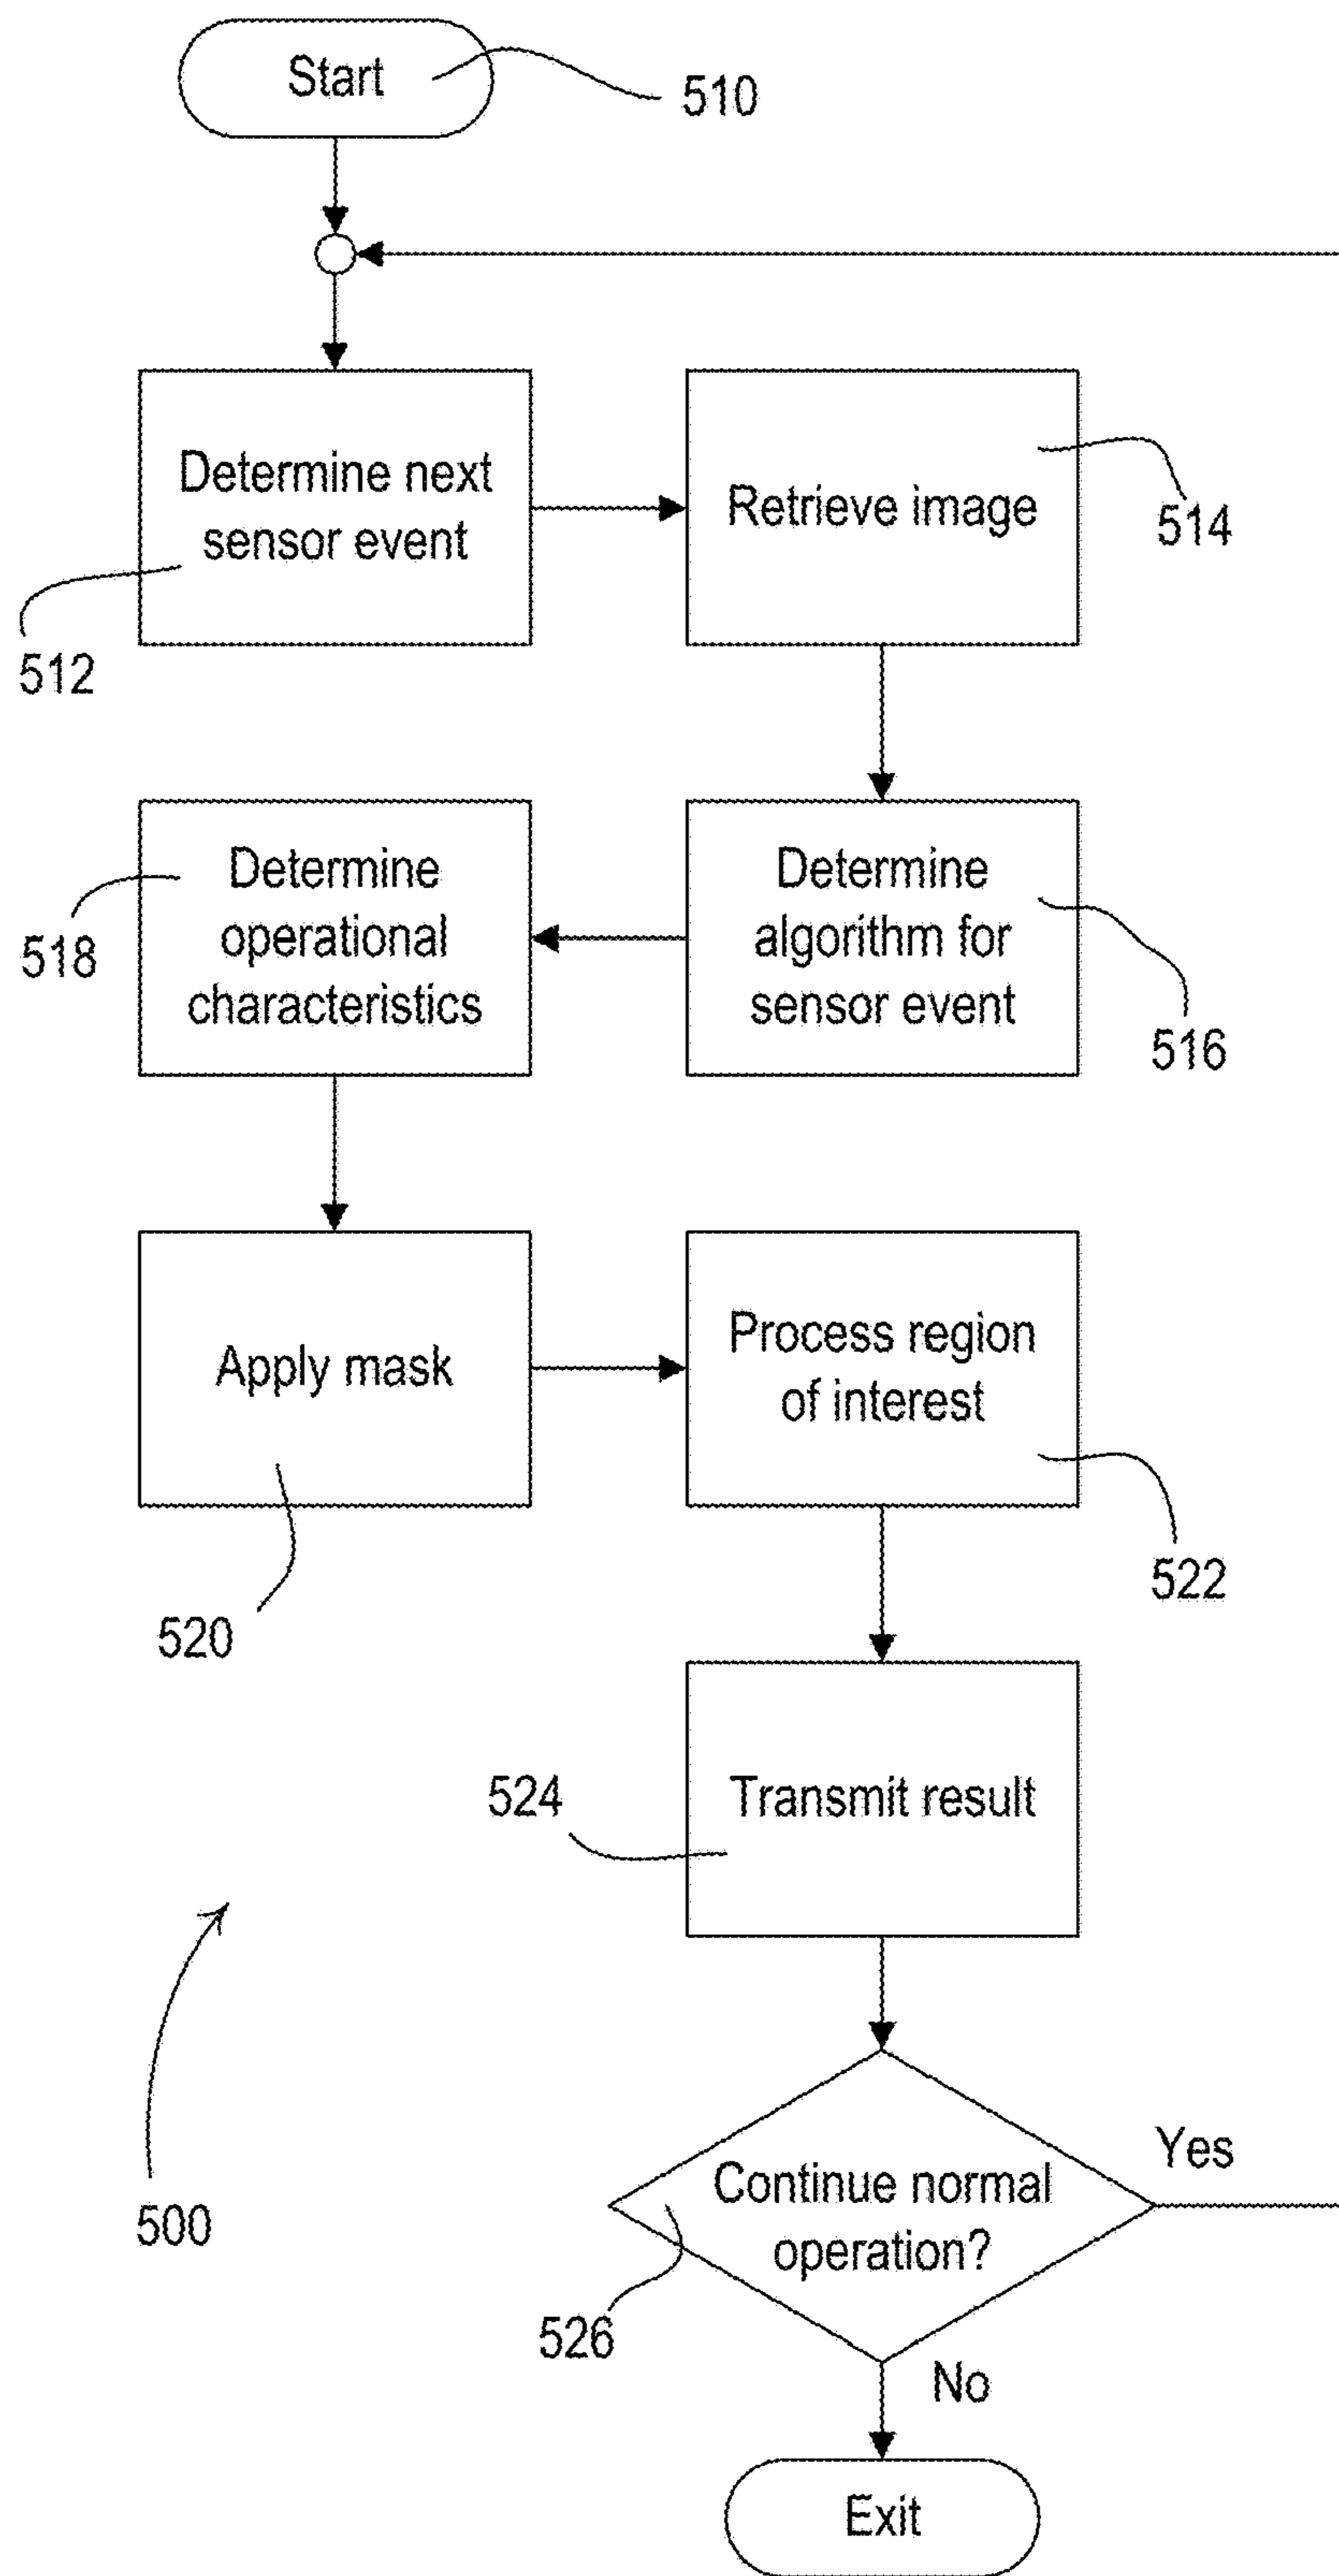 Start
510
Determine next
sensor event
512
Retrieve image
514
Determine
algorithm for
sensor event
516
Determine
operational
characteristics
518
Apply mask
520
Process region
of interest
522
Transmit result
524
Continue normal
operation?
526
Yes
No
Exit
500